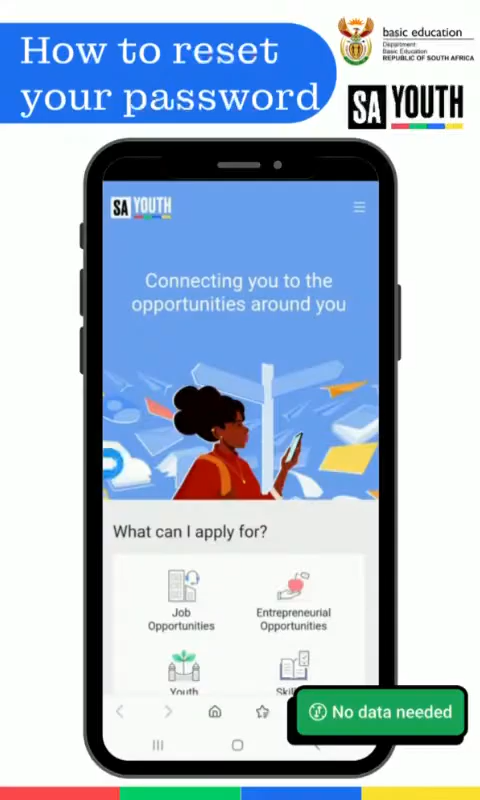 How to reset
your password
basic education
Department:
Basic Education
REPUBLIC OF SOUTH AFRICA
SA YOUTH
SA YOUTH
Connecting you to the
opportunities around you
What can I apply for?
Job
Opportunities
Entrepreneurial
Opportunities
Youth
No data needed